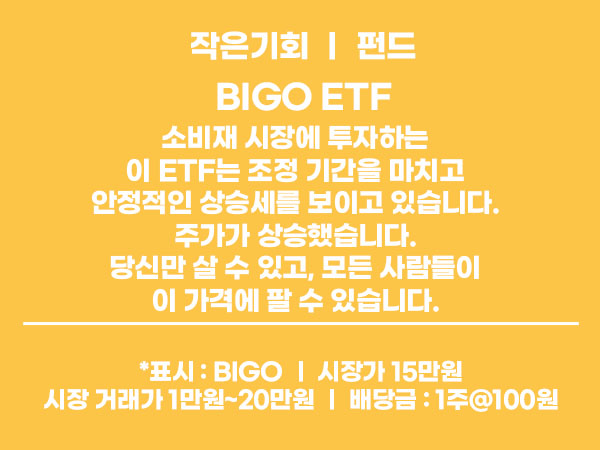 작은기회 | 펀드
BIGO ETF
소비재 시장에 투자하는
이 ETF는 조정 기간을 마치고
안정적인 상승세를 보이고 있습니다.
주가가 상승했습니다.
당신만 살 수 있고, 모든 사람들이
이 가격에 팔 수 있습니다.
*표시 : BIGO | 시장가 15만원
시장 거래가 1만원~20만원 | 배당금 : 1주@100원